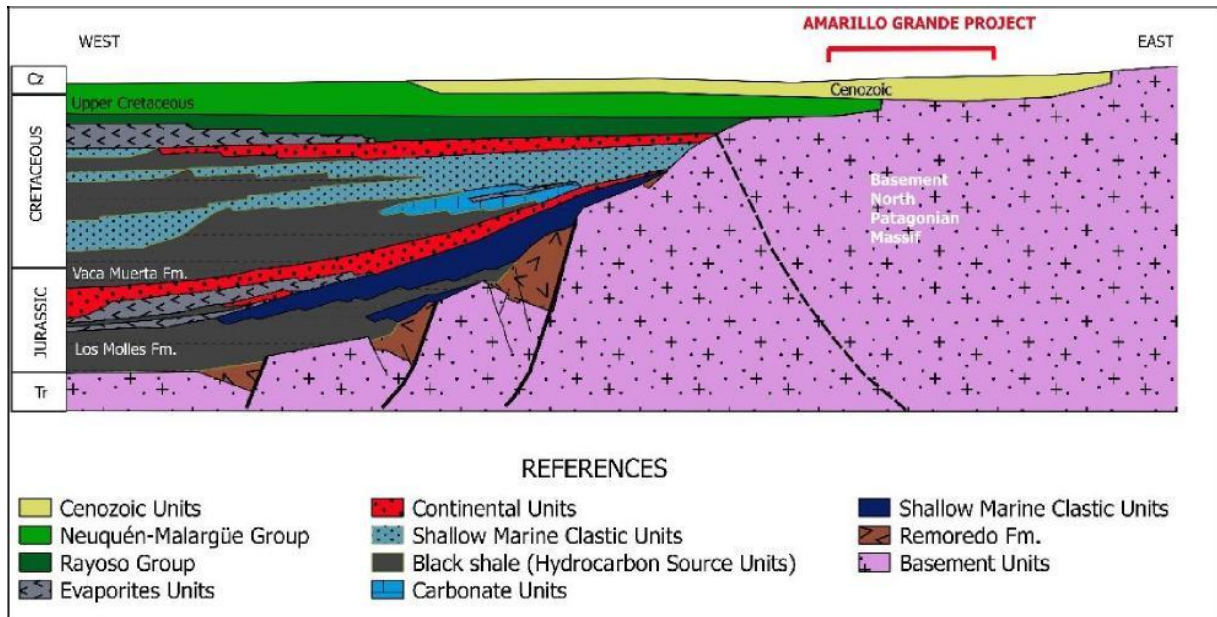 AMARILLO GRANDE PROJECT
WEST
EAST
Cz
Cenozoic
Upper Cretaceous
CRETACEOUS
Basement
North
Patagonian
Massif
Vaca Muerta Fm.
JURASSIC
Los Molles Fm.
Tr
REFERENCES
Cenozoic Units
Neuquén-Malargüe Group
Rayoso Group
Evaporites Units
Continental Units
Shallow Marine Clastic Units
Black shale (Hydrocarbon Source Units)
Carbonate Units
Shallow Marine Clastic Units
Remoredo Fm.
Basement Units